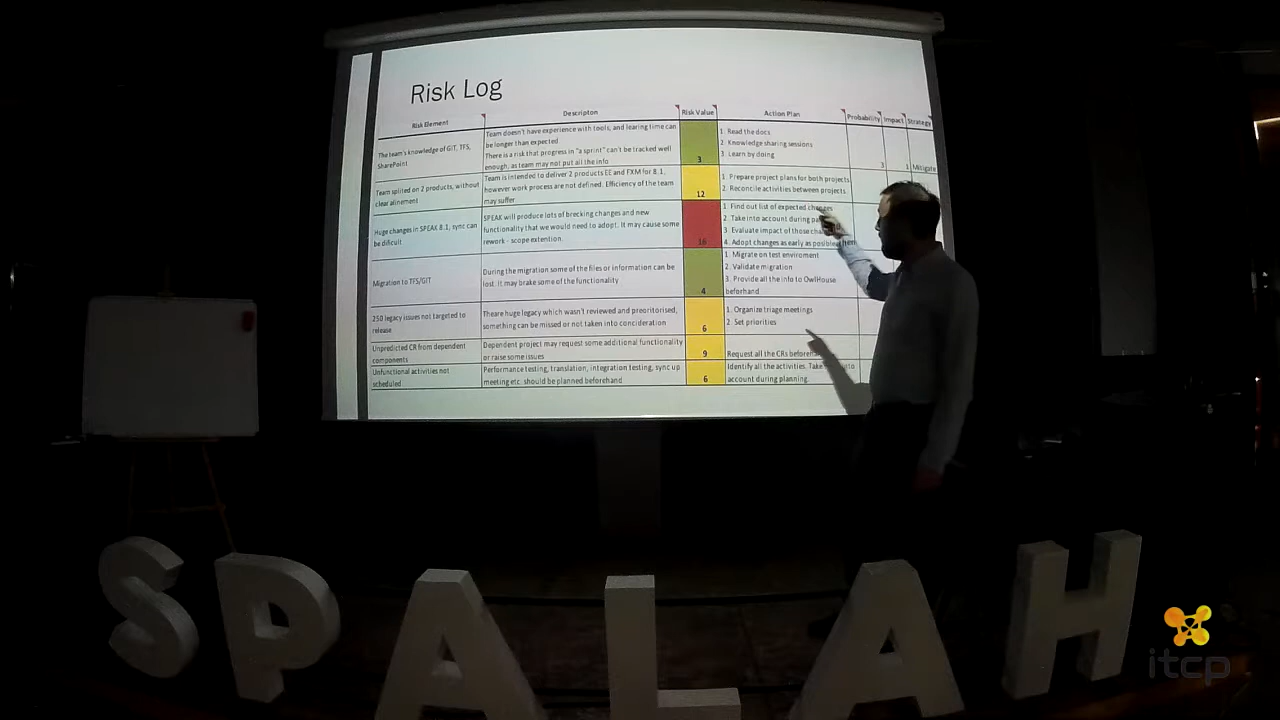 Risk Log
Risk Element
Descripton
Risk Value
Action Plan
Probability
Impact
Strategy
The team's knowledge of GIT, TFS,
SharePoint
Team doesn't have experience with tools, and learing time can
be longer than expected
There is a risk that progress in "a sprint" can't be tracked well
enough, as team may not put all the info
3
1. Read the docs
2. Knowledge sharing sessions
3. Learn by doing
3
1
Mitigate
Team splited on 2 products, without
clear alinement
Team is intended to deliver 2 products EE and FXM for 8.1,
however work process are not defined. Efficiency of the team
may suffer
12
1. Prepare project plans for both projects
2. Reconcile activities between projects
Huge changes in SPEAK 8.1, sync can
be dificult
SPEAK will produce lots of brecking changes and new
functionality that we would need to adopt. It may cause some
rework - scope extention.
16
1. Find out list of expected changes
2. Take into account during
3. Evaluate impact of those
4. Adopt changes as early as posible
Migration to TFS/GIT
During the migration some of the files or information can be
lost. It may brake some of the functionality
4
1. Migrate on test enviroment
2. Validate migration
3. Provide all the info to OwlHouse
beforhand
250 legacy issues not targeted to
release
Theare huge legacy which wasn't reviewed and preoritorised,
something can be missed or not taken into concideration
6
1. Organize triage meetings
2. Set priorities
Unpredicted CR from dependent
components
Dependent project may request some additional functionality
or raise some issues
9
Request all the CRs
Unfunctional activities not
scheduled
Performance testing, translation, integration testing, sync up
meeting etc. should be planned beforehand
6
Identify all the activities. Take
account during planning.
SPALAH
itcp